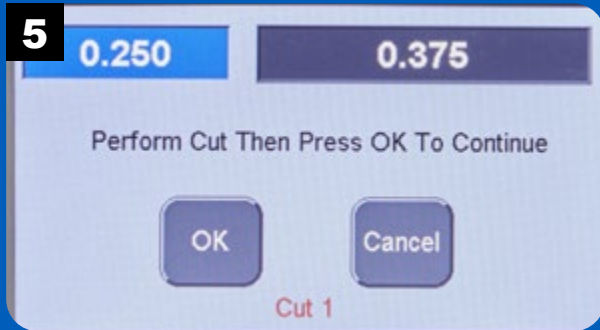 5
0.250 0.375
Perform Cut Then Press OK To Continue
OK Cancel
Cut 1